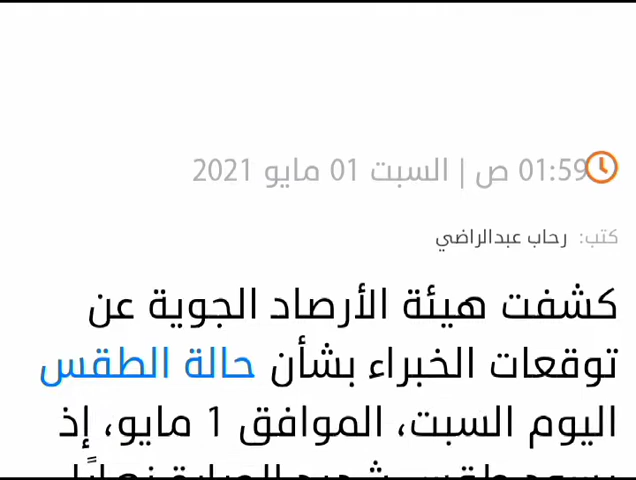 01:59 ص | السبت 01 مايو 2021
كتب: رحاب عبدالراضي
كشفت هيئة الأرصاد الجوية عن
توقعات الخبراء بشأن حالة الطقس
اليوم السبت، الموافق 1 مايو، إذ